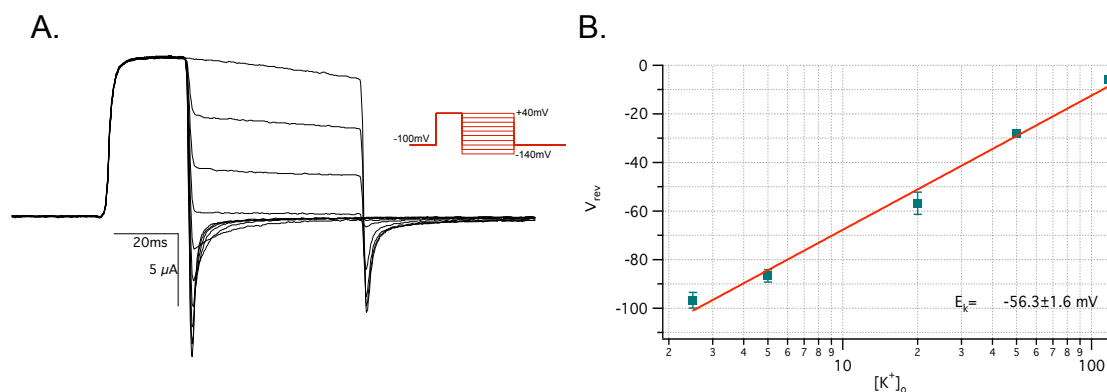 A.
+40mV
-100mV
-140mV
20ms
5 µA
B.
0
-20
-40
-60
-80
-100
V_rev
E_k= -56.3±1.6 mV
2 3 4 5 6 7 8 9 10 2 3 4 5 6 7 8 9 100
[K⁺]_o